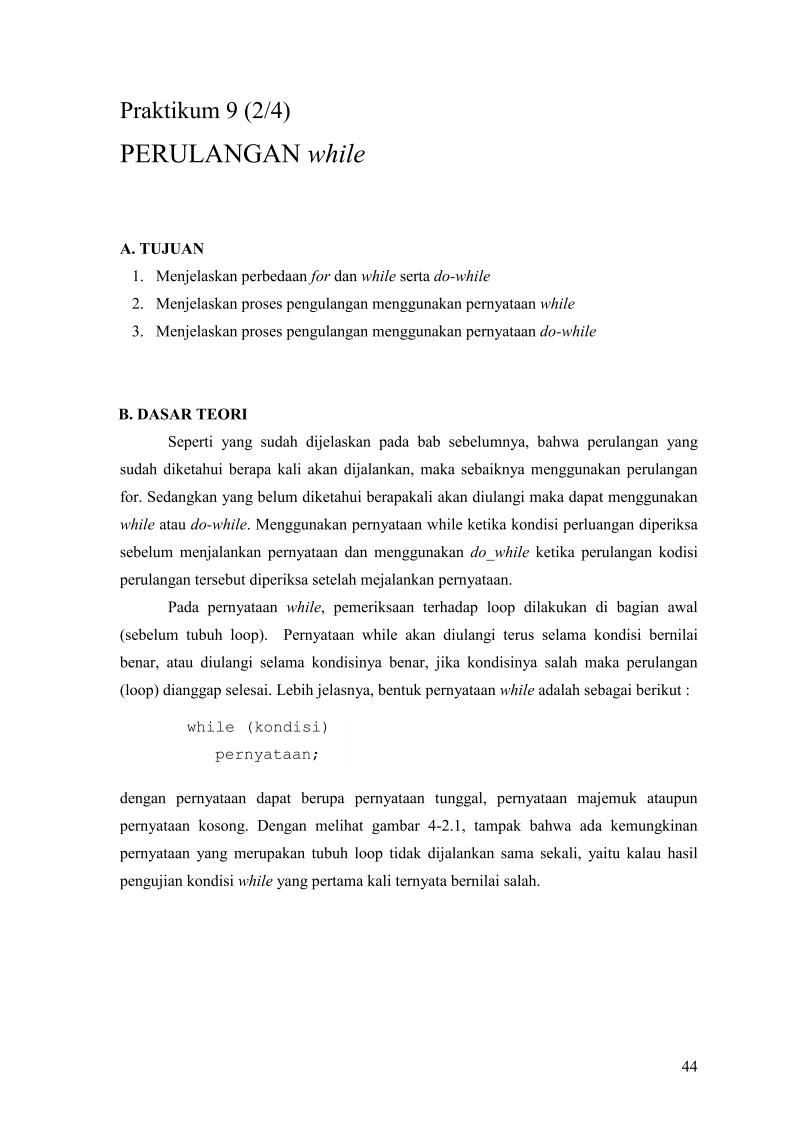 Praktikum 9 (2/4)
PERULANGAN while
A. TUJUAN
1. Menjelaskan perbedaan for dan while serta do-while
2. Menjelaskan proses pengulangan menggunakan pernyataan while
3. Menjelaskan proses pengulangan menggunakan pernyataan do-while
B. DASAR TEORI
Seperti yang sudah dijelaskan pada bab sebelumnya, bahwa perulangan yang
sudah diketahui berapa kali akan dijalankan, maka sebaiknya menggunakan perulangan
for. Sedangkan yang belum diketahui berapakali akan diulangi maka dapat menggunakan
while atau do-while. Menggunakan pernyataan while ketika kondisi perluangan diperiksa
sebelum menjalankan pernyataan dan menggunakan do_while ketika perulangan kodisi
perulangan tersebut diperiksa setelah mejalankan pernyataan.
Pada pernyataan while, pemeriksaan terhadap loop dilakukan di bagian awal
(sebelum tubuh loop). Pernyataan while akan diulangi terus selama kondisi bernilai
benar, atau diulangi selama kondisinya benar, jika kondisinya salah maka perulangan
(loop) dianggap selesai. Lebih jelasnya, bentuk pernyataan while adalah sebagai berikut :
while (kondisi)
pernyataan;
dengan pernyataan dapat berupa pernyataan tunggal, pernyataan majemuk ataupun
pernyataan kosong. Dengan melihat gambar 4-2.1, tampak bahwa ada kemungkinan
pernyataan yang merupakan tubuh loop tidak dijalankan sama sekali, yaitu kalau hasil
pengujian kondisi while yang pertama kali ternyata bernilai salah.
44